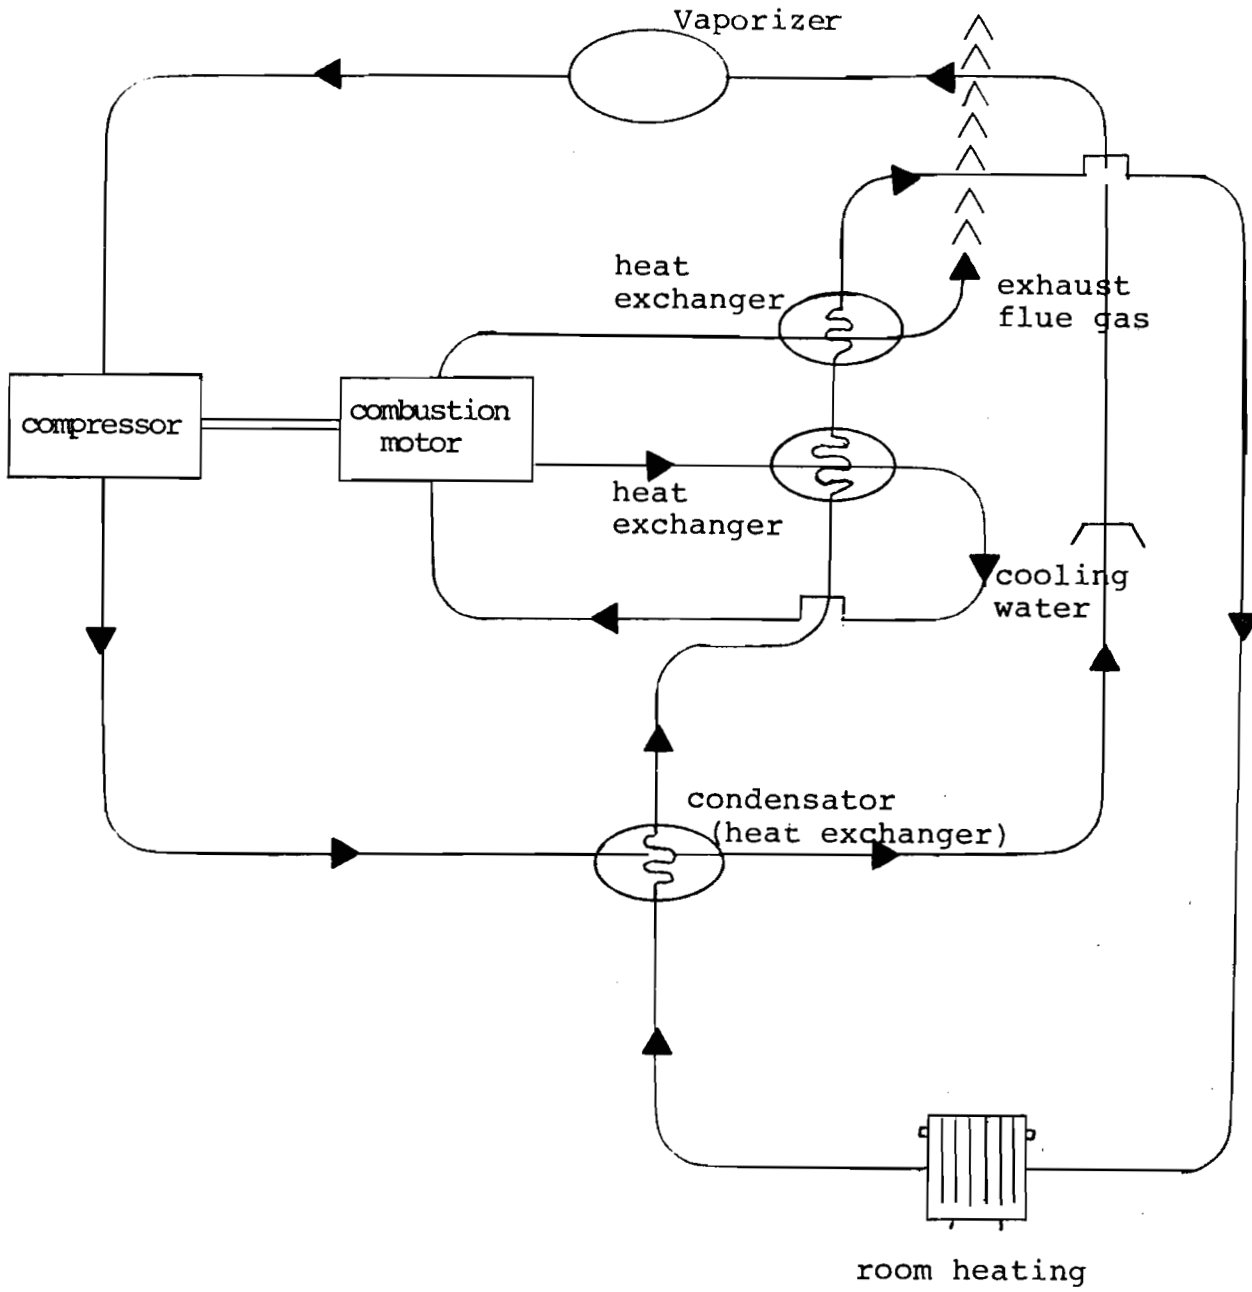 Vaporizer
heat
exchanger
exhaust
flue gas
compressor
combustion
motor
heat
exchanger
cooling
water
condensator
(heat exchanger)
room heating